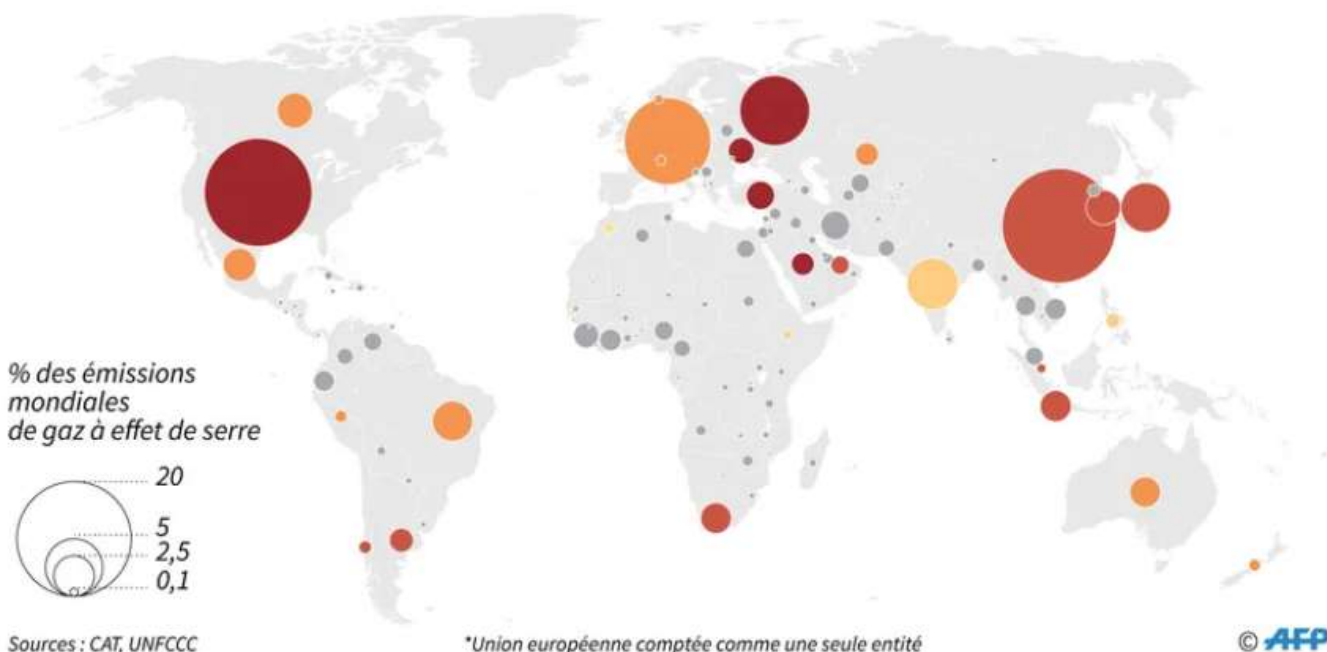 % des émissions
mondiales
de gaz à effet de serre
20
5
2,5
0,1
Sources : CAT, UNFCCC
*Union européenne comptée comme une seule entité
© AFP